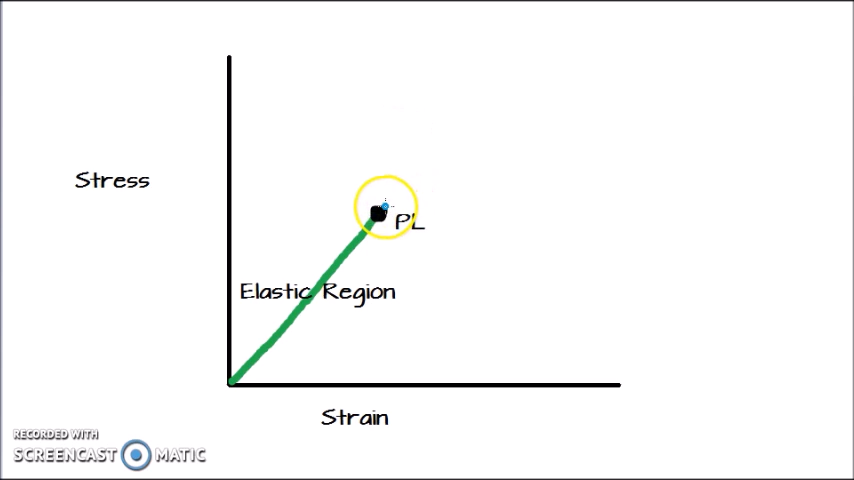 Stress
PL
Elastic Region
Strain
RECORDED WITH
SCREENCAST MATIC